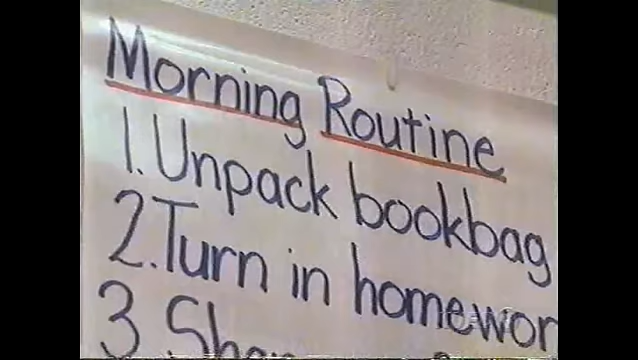 Morning Routine
1. Unpack bookbag
2. Turn in homewor
3